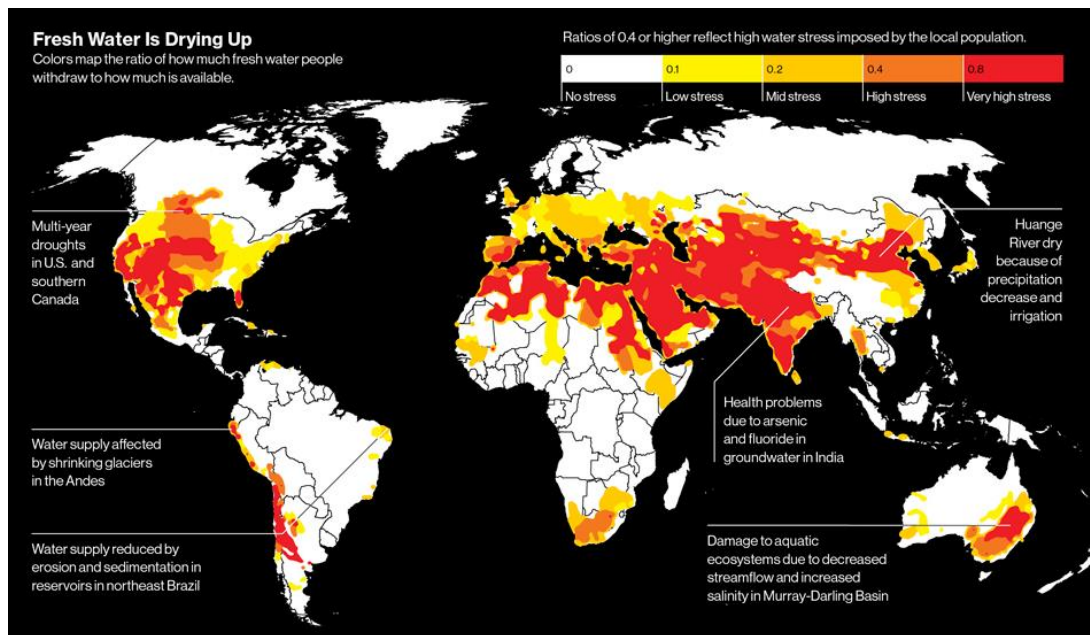 Fresh Water Is Drying Up
Colors map the ratio of how much fresh water people
withdraw to how much is available.
Ratios of 0.4 or higher reflect high water stress imposed by the local population.
0 0.1 0.2 0.4 0.8
No stress Low stress Mid stress High stress Very high stress
Multi-year
droughts
in U.S. and
southern
Canada
Huange
River dry
because of
precipitation
decrease and
irrigation
Health problems
due to arsenic
and fluoride in
groundwater in India
Water supply affected
by shrinking glaciers
in the Andes
Water supply reduced by
erosion and sedimentation in
reservoirs in northeast Brazil
Damage to aquatic
ecosystems due to decreased
streamflow and increased
salinity in Murray-Darling Basin